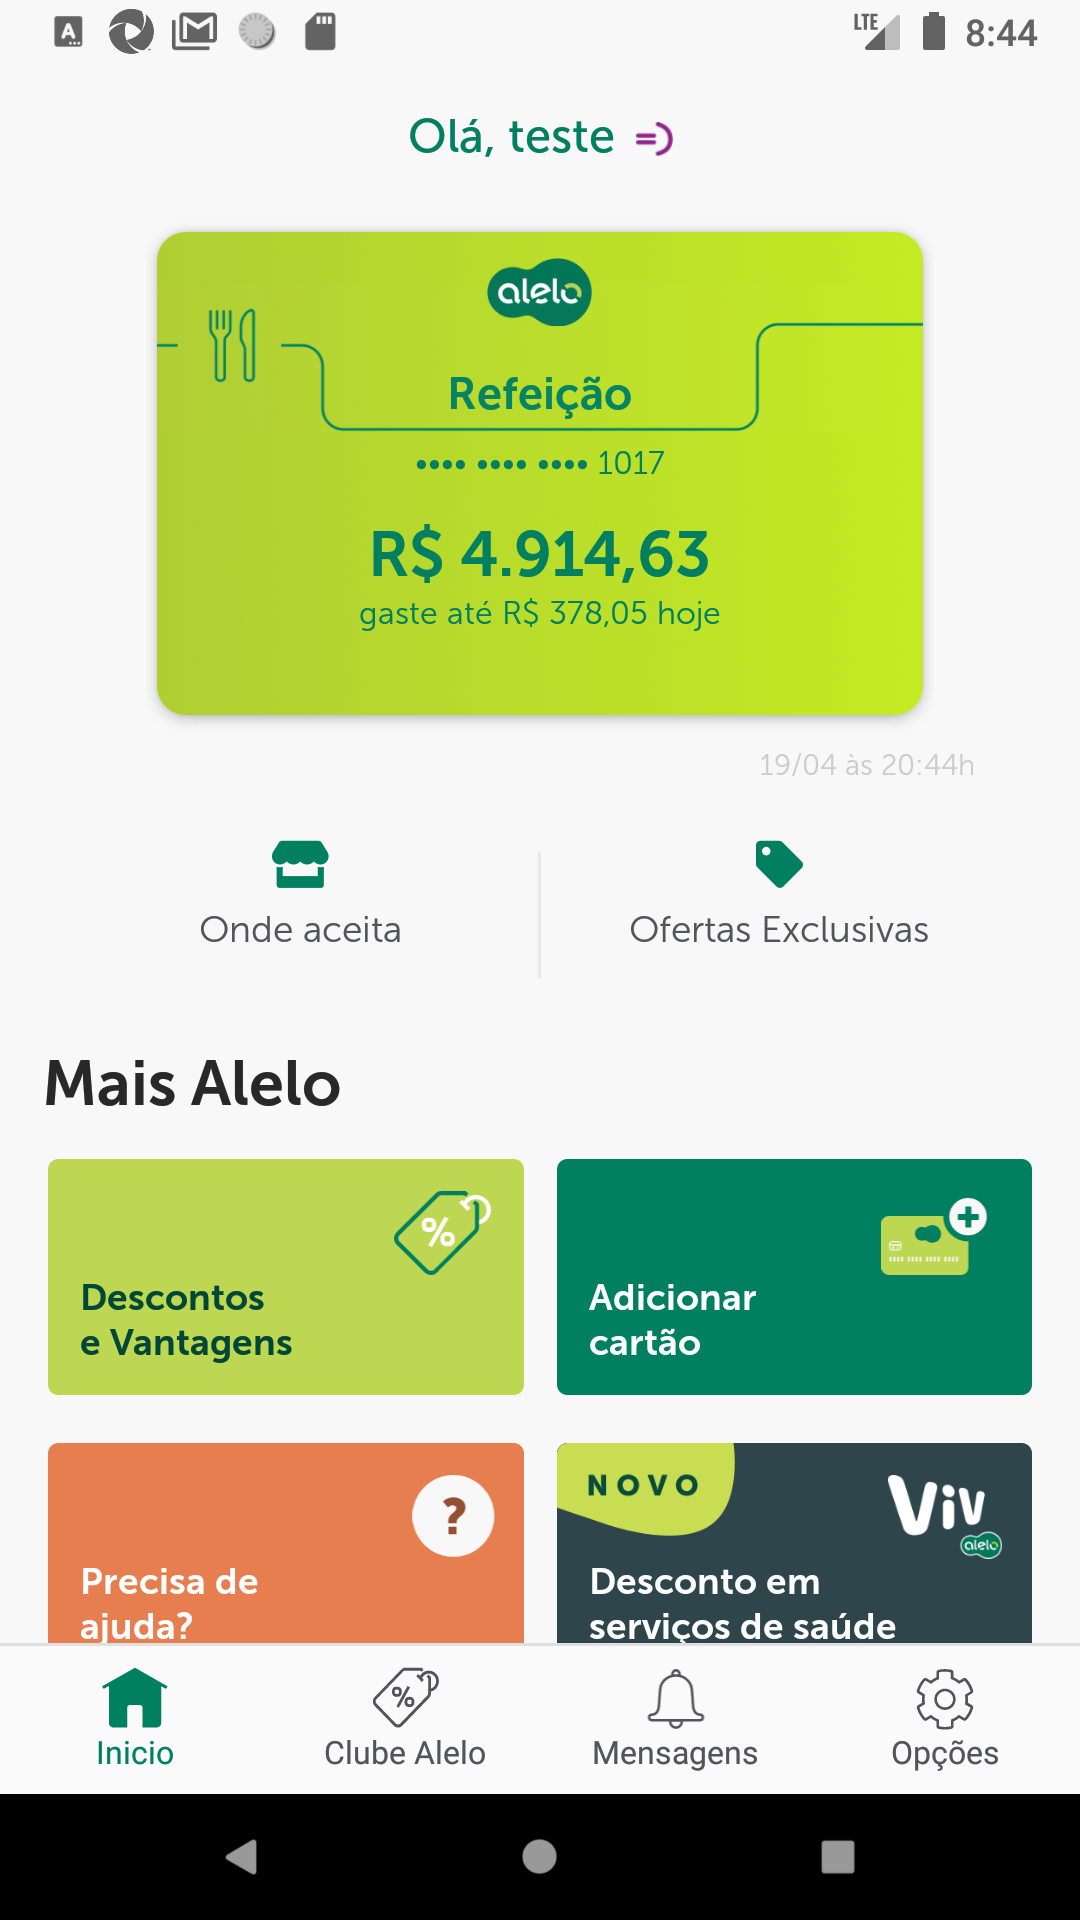 LTE 8:44
Olá, teste =)
alelo
Refeição
•••• •••• •••• 1017
R$ 4.914,63
gaste até R$ 378,05 hoje
19/04 às 20:44h
Onde aceita
Ofertas Exclusivas
Mais Alelo
%
Descontos
e Vantagens
Adicionar
cartão
?
Precisa de
ajuda?
NOVO
Viv
alelo
Desconto em
serviços de saúde
Inicio
Clube Alelo
Mensagens
Opções